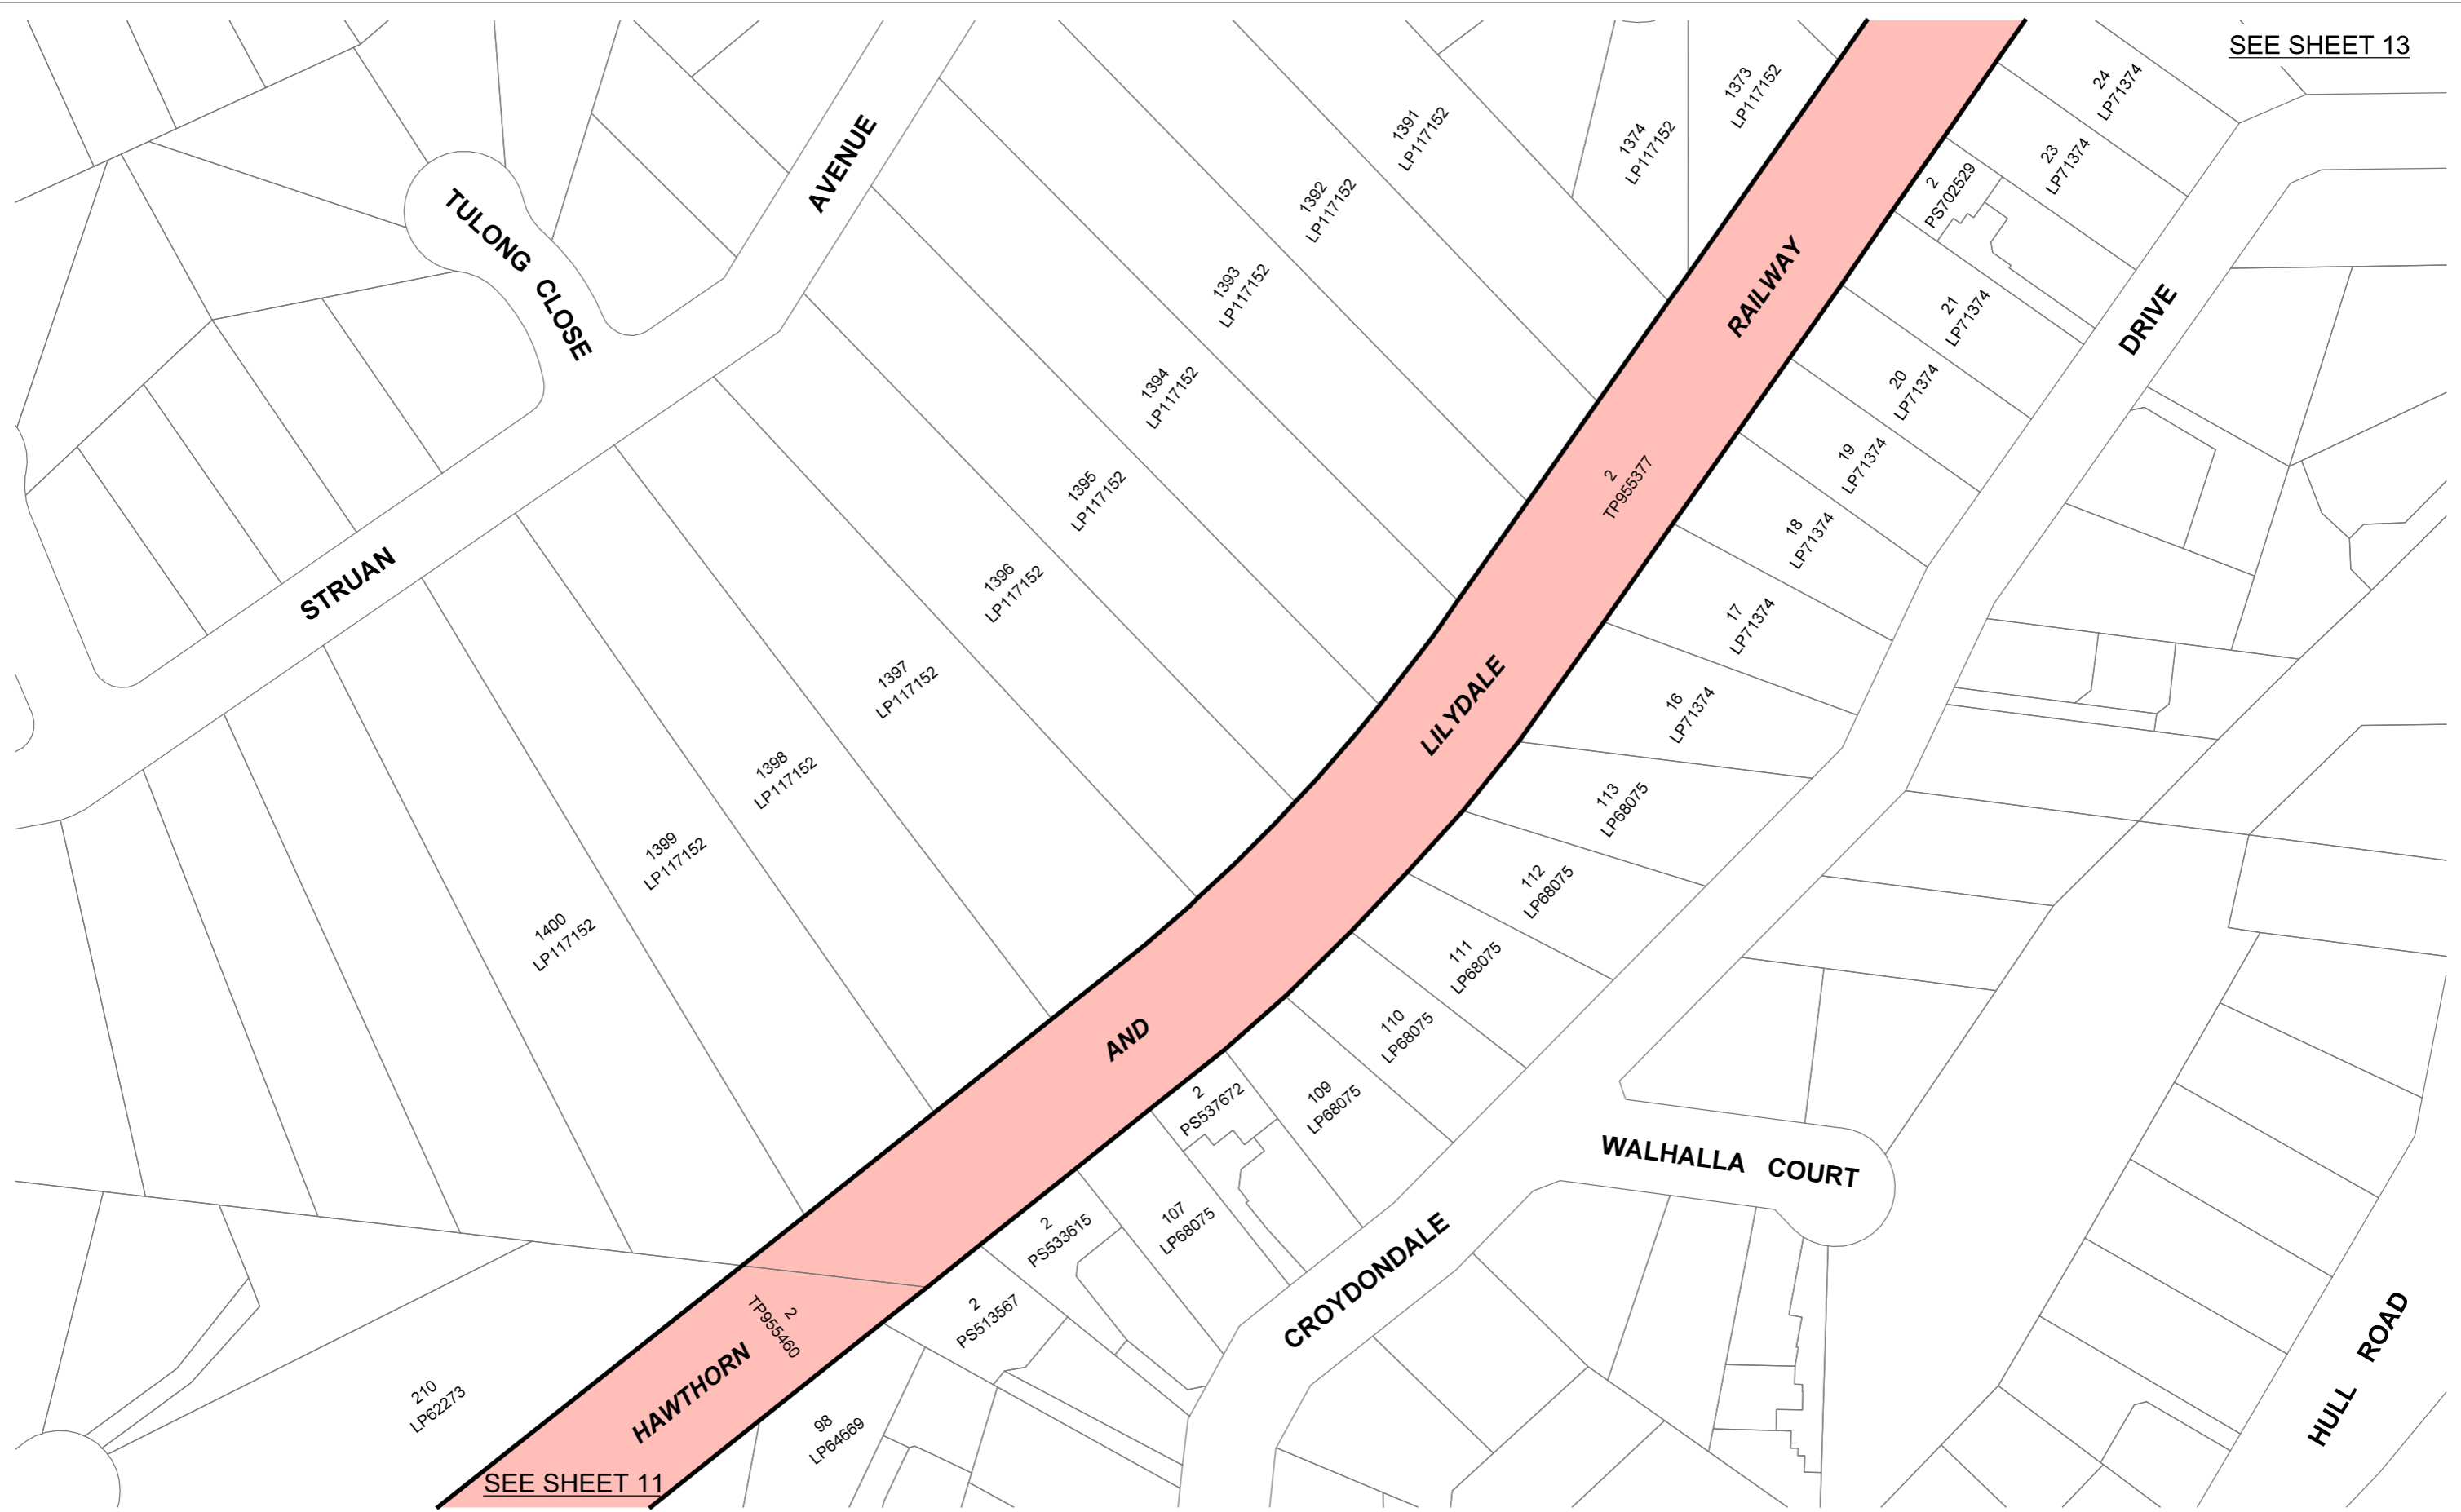 SEE SHEET 13
24
LP71374
1373
LP117152
1374
LP117152
1391
LP117152
23
LP71374
AVENUE
2
PS702529
1392
LP117152
TULONG CLOSE
1393
LP117152
RAILWAY
21
LP71374
DRIVE
1394
LP117152
20
LP71374
19
LP71374
2
TP955377
1395
LP117152
18
LP71374
STRUAN
1396
LP117152
17
LP71374
1397
LP117152
LILYDALE
16
LP71374
1398
LP117152
113
LP68075
1399
LP117152
112
LP68075
1400
LP117152
111
LP68075
AND
110
LP68075
2
PS537672
109
LP68075
WALHALLA COURT
107
LP68075
2
PS533615
CROYDONDALE
2
PS513567
2
TP955460
HAWTHORN
HULL ROAD
210
LP62273
98
LP64669
SEE SHEET 11